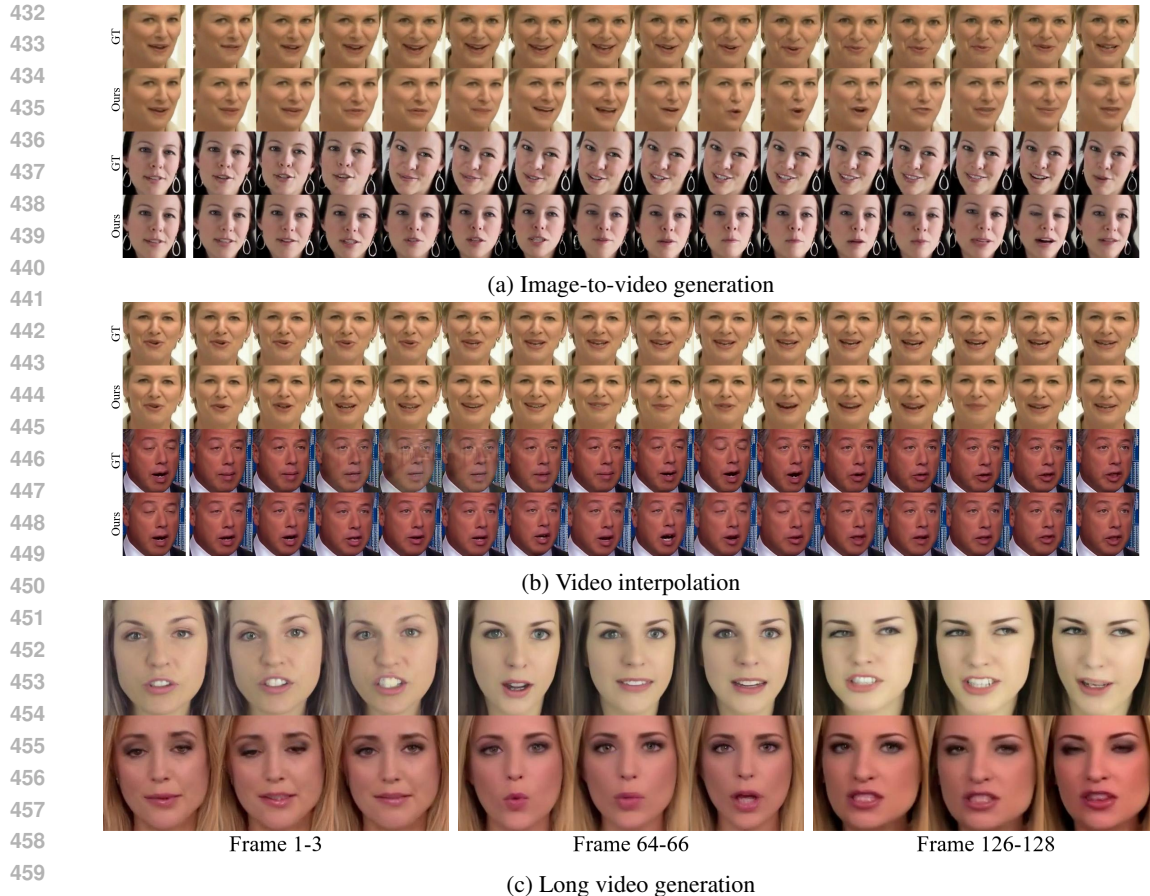 432
433
434
435
436
437
438
439
440
441
442
443
444
445
446
447
448
449
450
451
452
453
454
455
456
457
458
459
GT
Ours
GT
Ours
(a) Image-to-video generation
GT
Ours
GT
Ours
(b) Video interpolation
Frame 1-3 Frame 64-66 Frame 126-128
(c) Long video generation